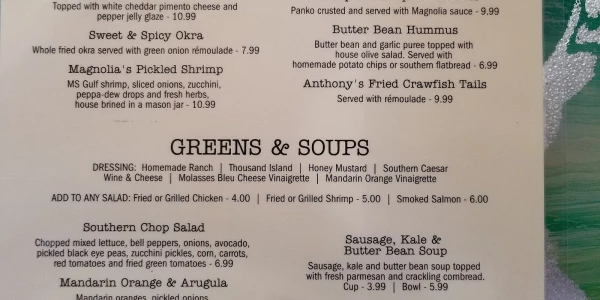 Topped with white cheddar pimento cheese and
pepper jelly glaze - 10.99
Sweet & Spicy Okra
Whole fried okra served with green onion rémoulade - 7.99
Magnolia's Pickled Shrimp
MS Gulf shrimp, sliced onions, zucchini,
peppa-dew drops and fresh herbs,
house brined in a mason jar - 10.99
Panko crusted and served with Magnolia sauce - 9.99
Butter Bean Hummus
Butter bean and garlic puree topped with
house olive salad. Served with
homemade potato chips or southern flatbread - 6.99
Anthony's Fried Crawfish Tails
Served with rémoulade - 9.99
GREENS & SOUPS
DRESSING: Homemade Ranch | Thousand Island | Honey Mustard | Southern Caesar
Wine & Cheese | Molasses Bleu Cheese Vinaigrette | Mandarin Orange Vinaigrette
ADD TO ANY SALAD: Fried or Grilled Chicken - 4.00 | Fried or Grilled Shrimp - 5.00 | Smoked Salmon - 6.00
Southern Chop Salad
Chopped mixed lettuce, bell peppers, onions, avocado,
pickled black eye peas, zucchini pickles, corn, carrots,
red tomatoes and fried green tomatoes - 6.99
Mandarin Orange & Arugula
Mandarin oranges, pickled onions
Sausage, Kale &
Butter Bean Soup
Sausage, kale and butter bean soup topped
with fresh parmesan and crackling combread.
Cup - 3.99 | Bowl - 5.99